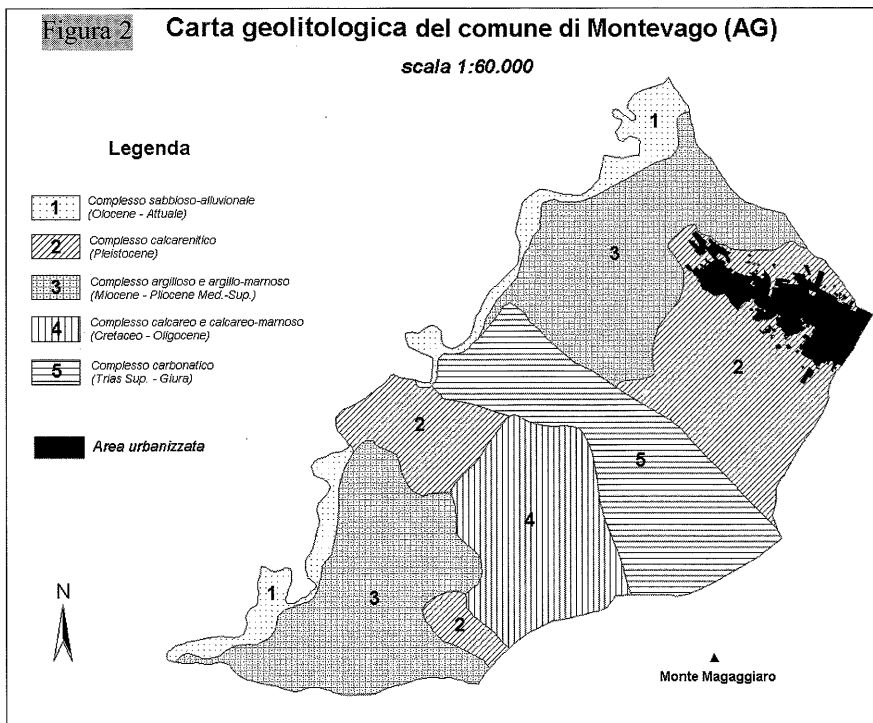 Figura 2
Carta geolitologica del comune di Montevago (AG)
scala 1:60.000
Legenda
1
Complesso sabbioso-alluvionale
(Olocene - Attuale)
2
Complesso calcarenitico
(Pleistocene)
3
Complesso argilloso e argillo-marnoso
(Miocene - Pliocene Med.-Sup.)
4
Complesso calcareo e calcareo-marnoso
(Cretaceo - Oligocene)
5
Complesso carbonatico
(Trias Sup. - Giura)
Area urbanizzata
1
3
2
2
5
4
1
3
2
N
Monte Magaggiaro